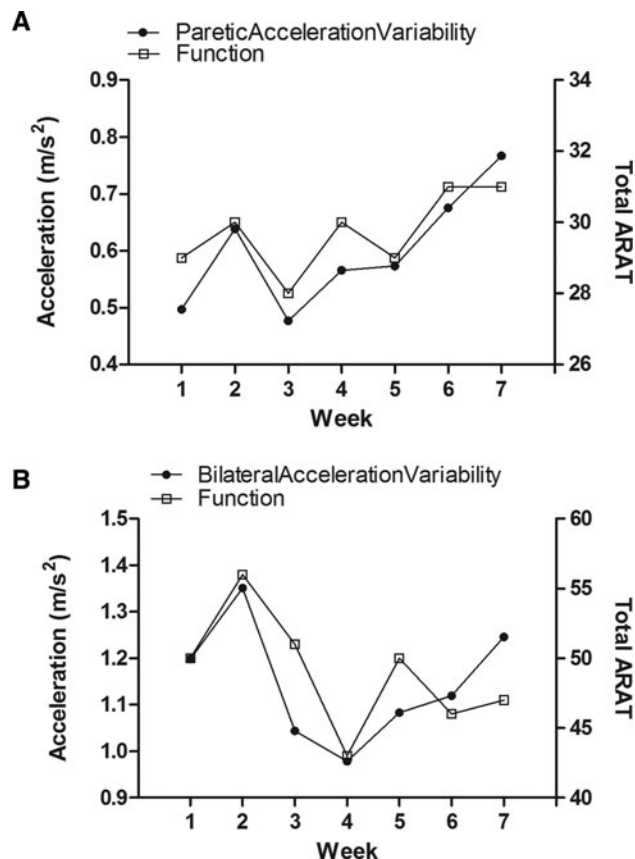 A
PareticAccelerationVariability
Function
0.9
0.8
0.7
0.6
0.5
0.4
Acceleration (m/s²)
34
32
30
28
26
Total ARAT
1 2 3 4 5 6 7
Week
B
BilateralAccelerationVariability
Function
1.5
1.4
1.3
1.2
1.1
1.0
0.9
Acceleration (m/s²)
60
55
50
45
40
Total ARAT
1 2 3 4 5 6 7
Week